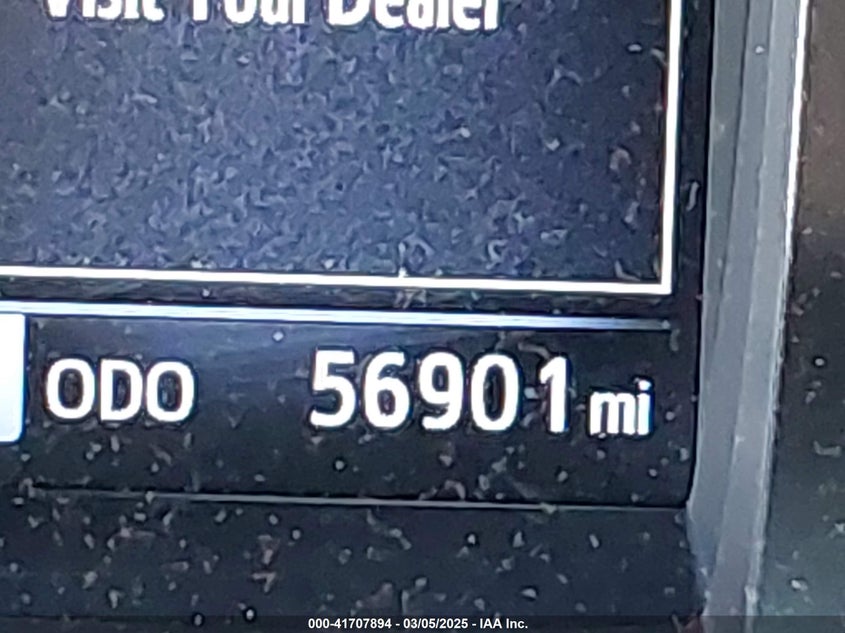 Visit Your Dealer
ODO 56901 mi
000-41707894 - 03/05/2025 - IAA Inc.